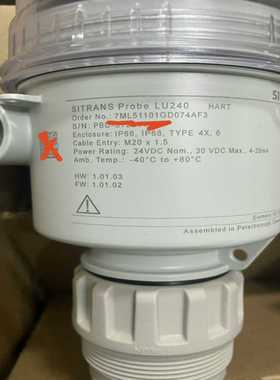 SITRANS Probe LU240 HART
Order No.: 7ML51101GD074AF3
S/N:
Enclosure: IP66, IP68, TYPE 4X, 6
Cable Entry: M20 x 1.5
Power Rating: 24VDC Nom., 30 VDC Max., 4-20mA
Amb. Temp.: -40°C to +80°C
HW: 1.01.03
FW: 1.01.02
Assembled in